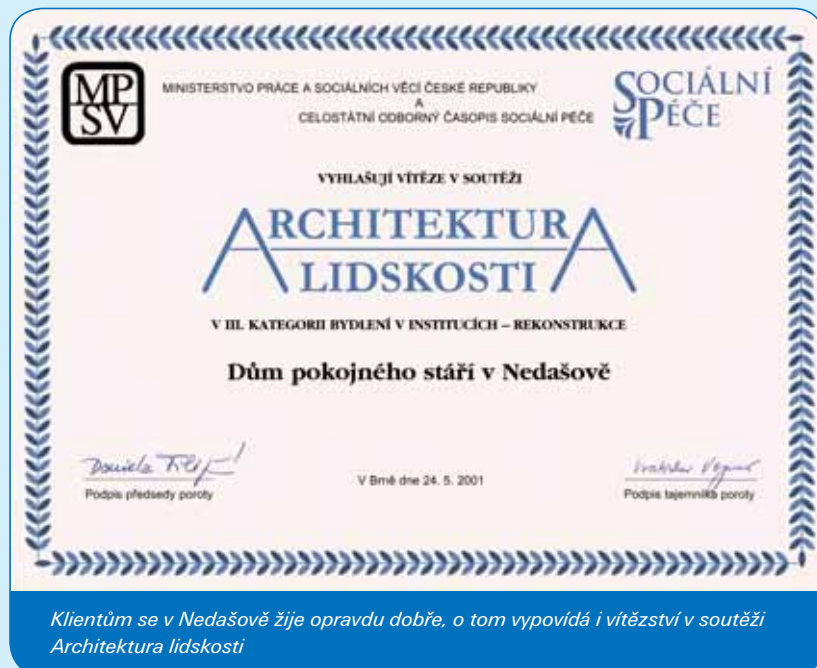 MP
SV
MINISTERSTVO PRÁCE A SOCIÁLNÍCH VĚCÍ ČESKÉ REPUBLIKY
A
CELOSTÁTNÍ ODBORNÝ ČASOPIS SOCIÁLNÍ PÉČE
SOCIÁLNÍ
PÉČE
VYHLAŠUJÍ VÍTĚZE V SOUTĚŽI
ARCHITEKTURA
LIDSKOSTI
V III. KATEGORII BYDLENÍ V INSTITUCÍCH – REKONSTRUKCE
Dům pokojného stáří v Nedašově
Daniela
Podpis předsedy poroty
V Brně dne 24. 5. 2001
Podpis tajemníka poroty
Klientům se v Nedašově žije opravdu dobře, o tom vypovídá i vítězství v soutěži
Architektura lidskosti